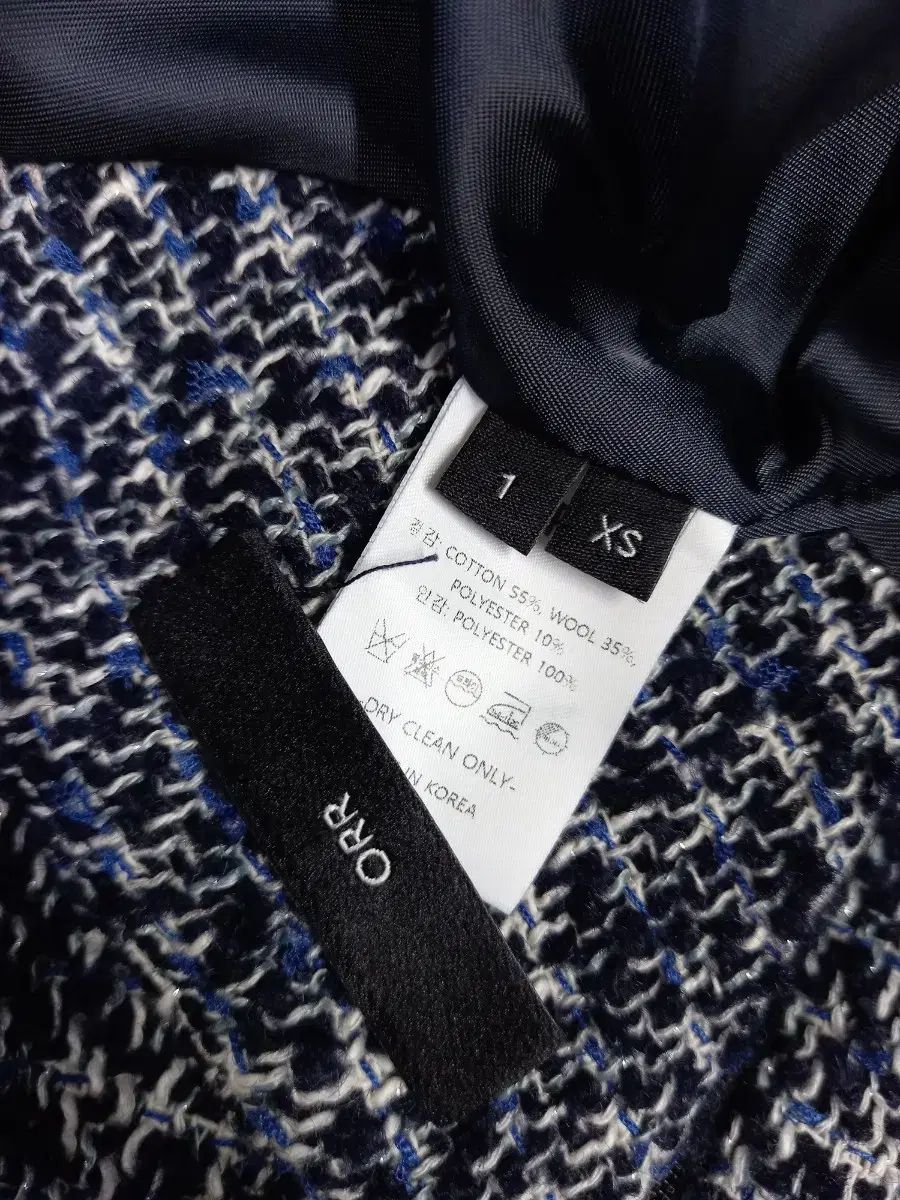 1
XS
겉감: COTTON 55%, WOOL 35%,
POLYESTER 10%
안감: POLYESTER 100%
DRY CLEAN ONLY-
IN KOREA
ORR